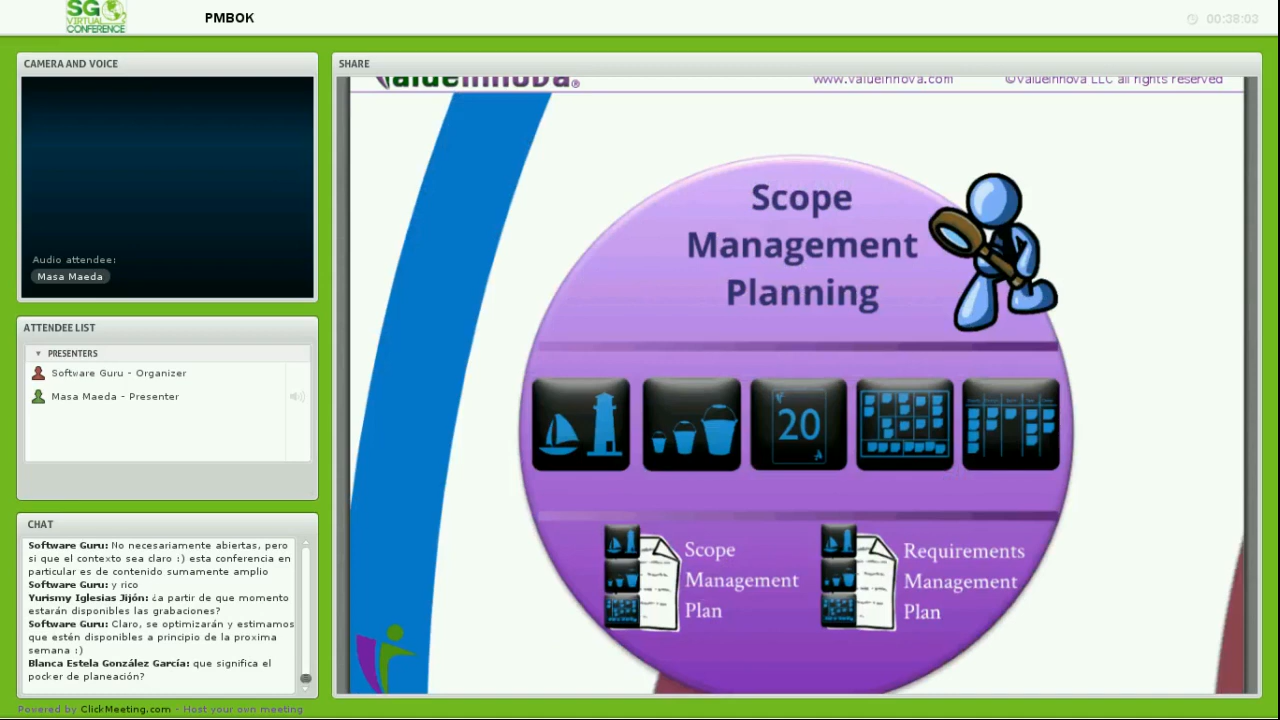 SG
VIRTUAL
CONFERENCE
PMBOK
00:38:03
CAMERA AND VOICE
Audio attendee:
Masa Maeda
ATTENDEE LIST
PRESENTERS
Software Guru - Organizer
Masa Maeda - Presenter
CHAT
Software Guru: No necesariamente abiertas, pero
si que el contexto sea claro :) esta conferencia
en particular es de contenido sumamente amplio
Software Guru: y rico
Yurismy Iglesias Jijón: ¿a partir de que momento
estarán disponibles las grabaciones?
Software Guru: Claro, se optimizarán y estimamos
que estén disponibles a principio de la proxima
semana :)
Blanca Estela González García: que significa el
pocker de planeación?
Powered by ClickMeeting.com - Host your own meeting
SHARE
ValueInnova®
www.valueinnova.com
©ValueInnova LLC all rights reserved
Scope
Management
Planning
20
Scope
Management
Plan
Requirements
Management
Plan